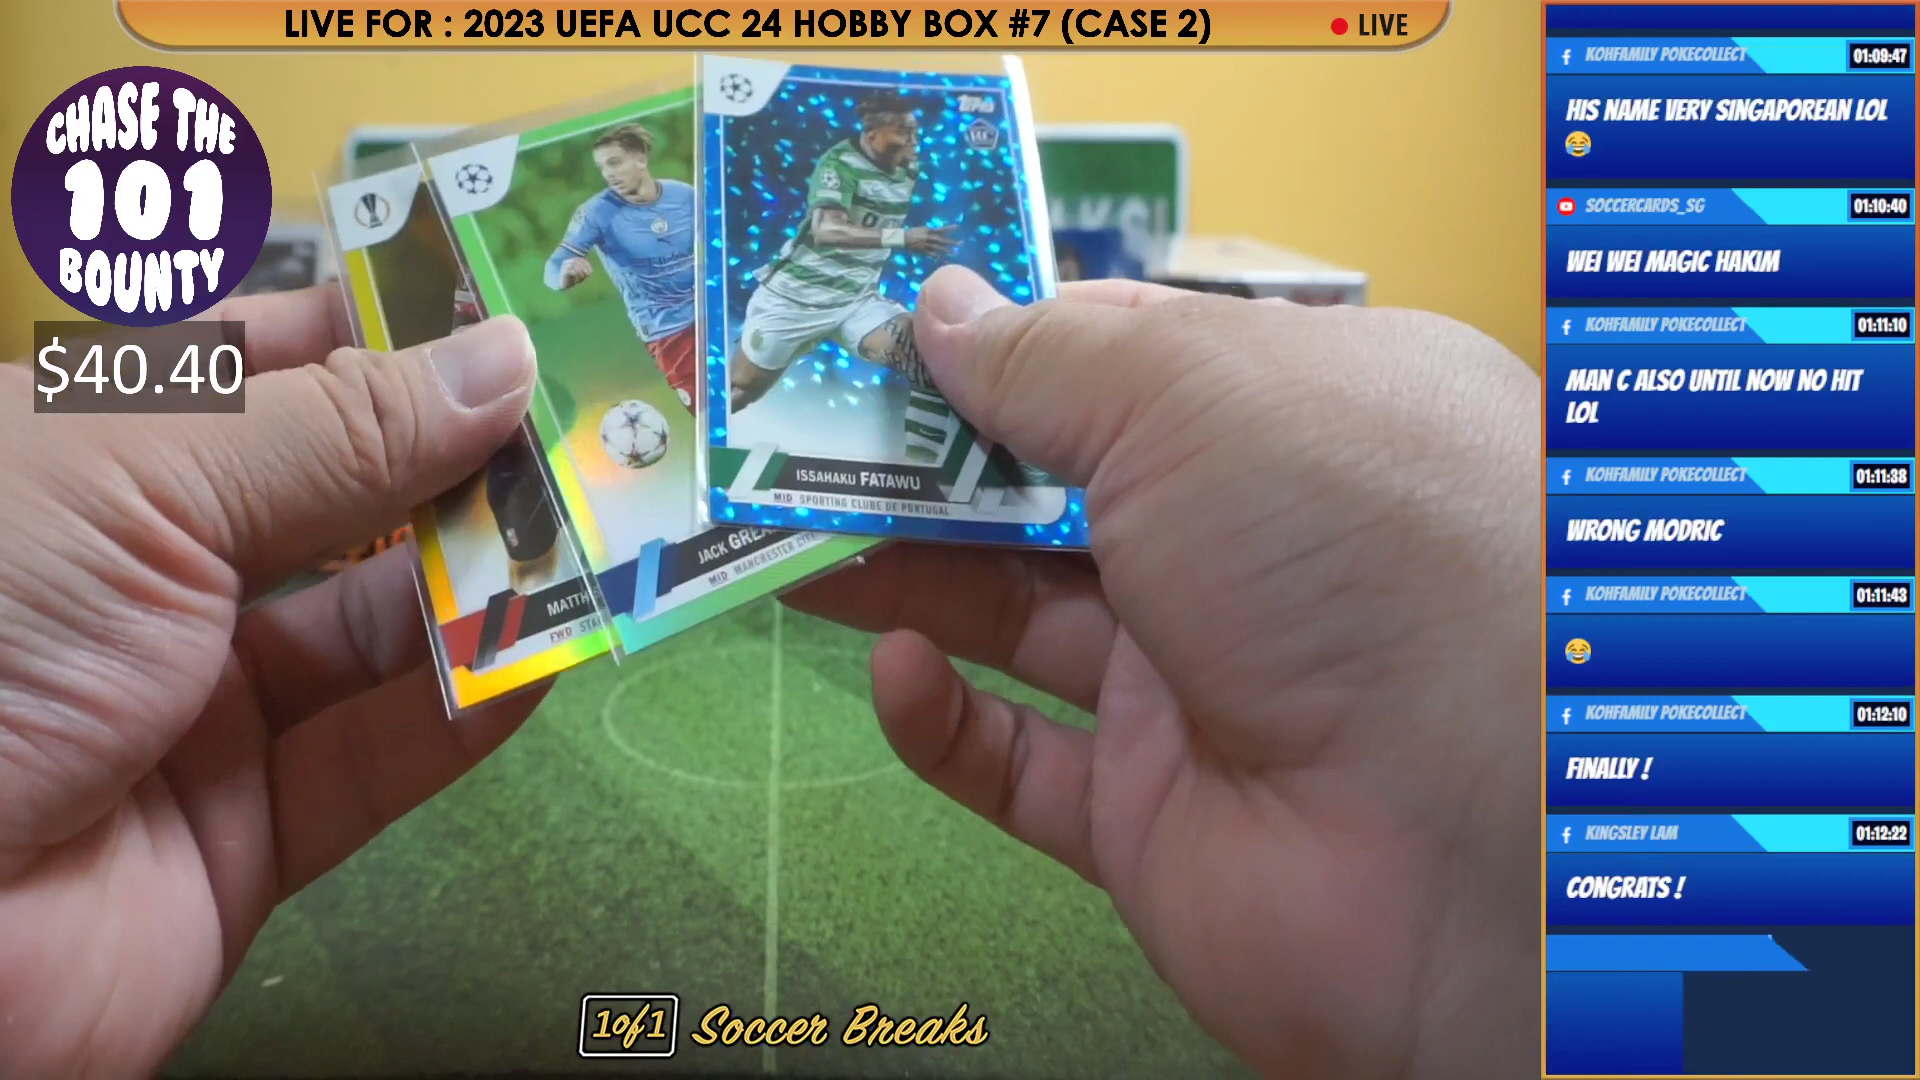 LIVE FOR : 2023 UEFA UCC 24 HOBBY BOX #7 (CASE 2)
LIVE
CHASE THE
101
BOUNTY
$40.40
topps
ISSAHAKU FATAWU
MID SPORTING CLUBE DE PORTUGAL
JACK
MID MANCHESTER CITY
FWD
1of1 Soccer Breaks
KOHFAMILY POKECOLLECT 01:09:47
HIS NAME VERY SINGAPOREAN LOL
😂
SOCCERCARDS_SG 01:10:40
WEI WEI MAGIC HAKIM
KOHFAMILY POKECOLLECT 01:11:10
MAN C ALSO UNTIL NOW NO HIT
LOL
KOHFAMILY POKECOLLECT 01:11:38
WRONG MODRIC
KOHFAMILY POKECOLLECT 01:11:43
😂
KOHFAMILY POKECOLLECT 01:12:10
FINALLY !
KINGSLEY LAM 01:12:22
CONGRATS !